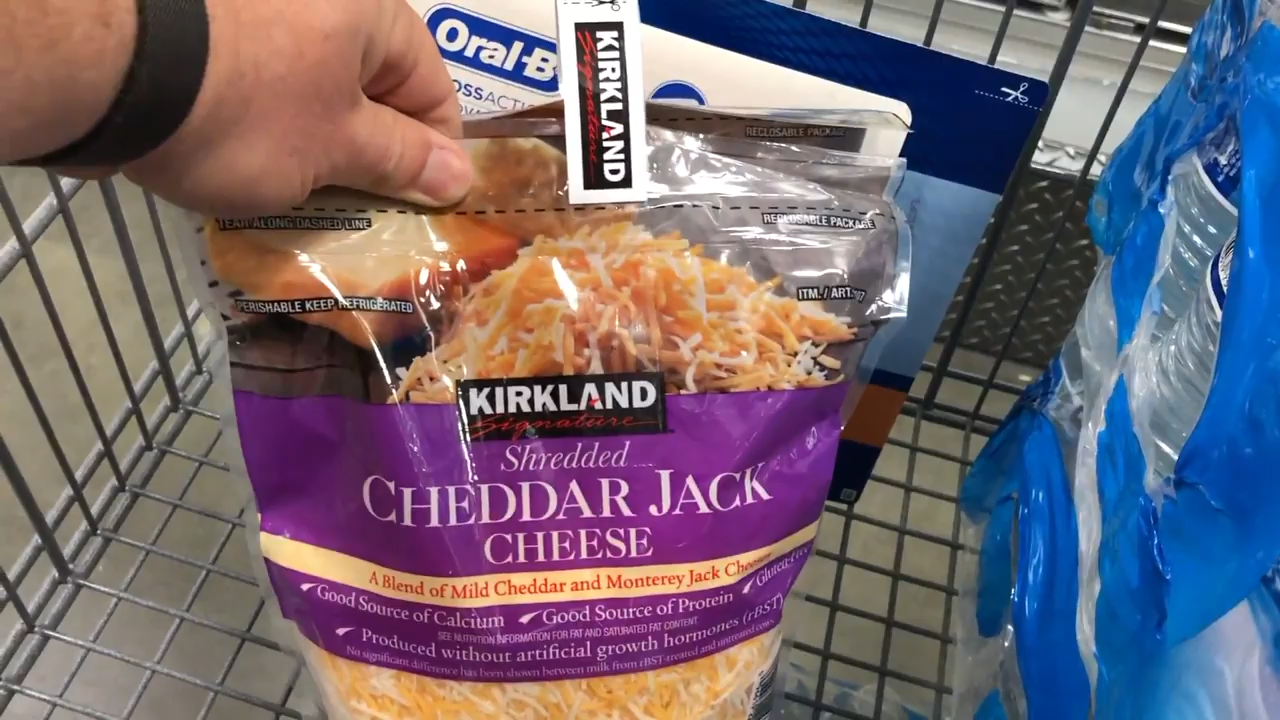 Oral-B
KIRKLAND
Signature
RECLOSABLE PACKAGE
TEAR ALONG DASHED LINE
RECLOSABLE PACKAGE
PERISHABLE KEEP REFRIGERATED
ITM. / ART.
KIRKLAND
Signature
Shredded
CHEDDAR JACK
CHEESE
A Blend of Mild Cheddar and Monterey Jack
Good Source of Calcium Good Source of Protein
SEE NUTRITION INFORMATION FOR FAT AND SATURATED FAT CONTENT
Produced without artificial growth hormones (rBST)
No significant difference has been shown between milk from rBST-treated and untreated cows.